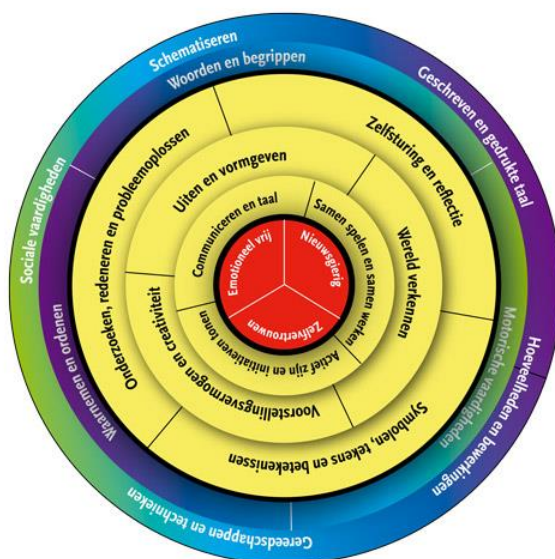 Schematiseren
Woorden en begrippen
Geschreven en gedrukte taal
Sociale vaardigheden
Onderzoeken, redeneren en probleemoplossen
Zelfsturing en reflectie
Uiten en vormgeven
Communiceren en taal
Samen spelen en samen werken
Wereld verkennen
Emotioneel vrij
Nieuwsgierig
Zelfvertrouwen
Actief zijn en initiatieven tonen
Voorstellingsvermogen en creativiteit
Symbolen, tekens en betekenissen
Waarnemen en ordenen
Motorische vaardigheden
Hoeveelheden en bewerkingen
Gereedschappen en technieken